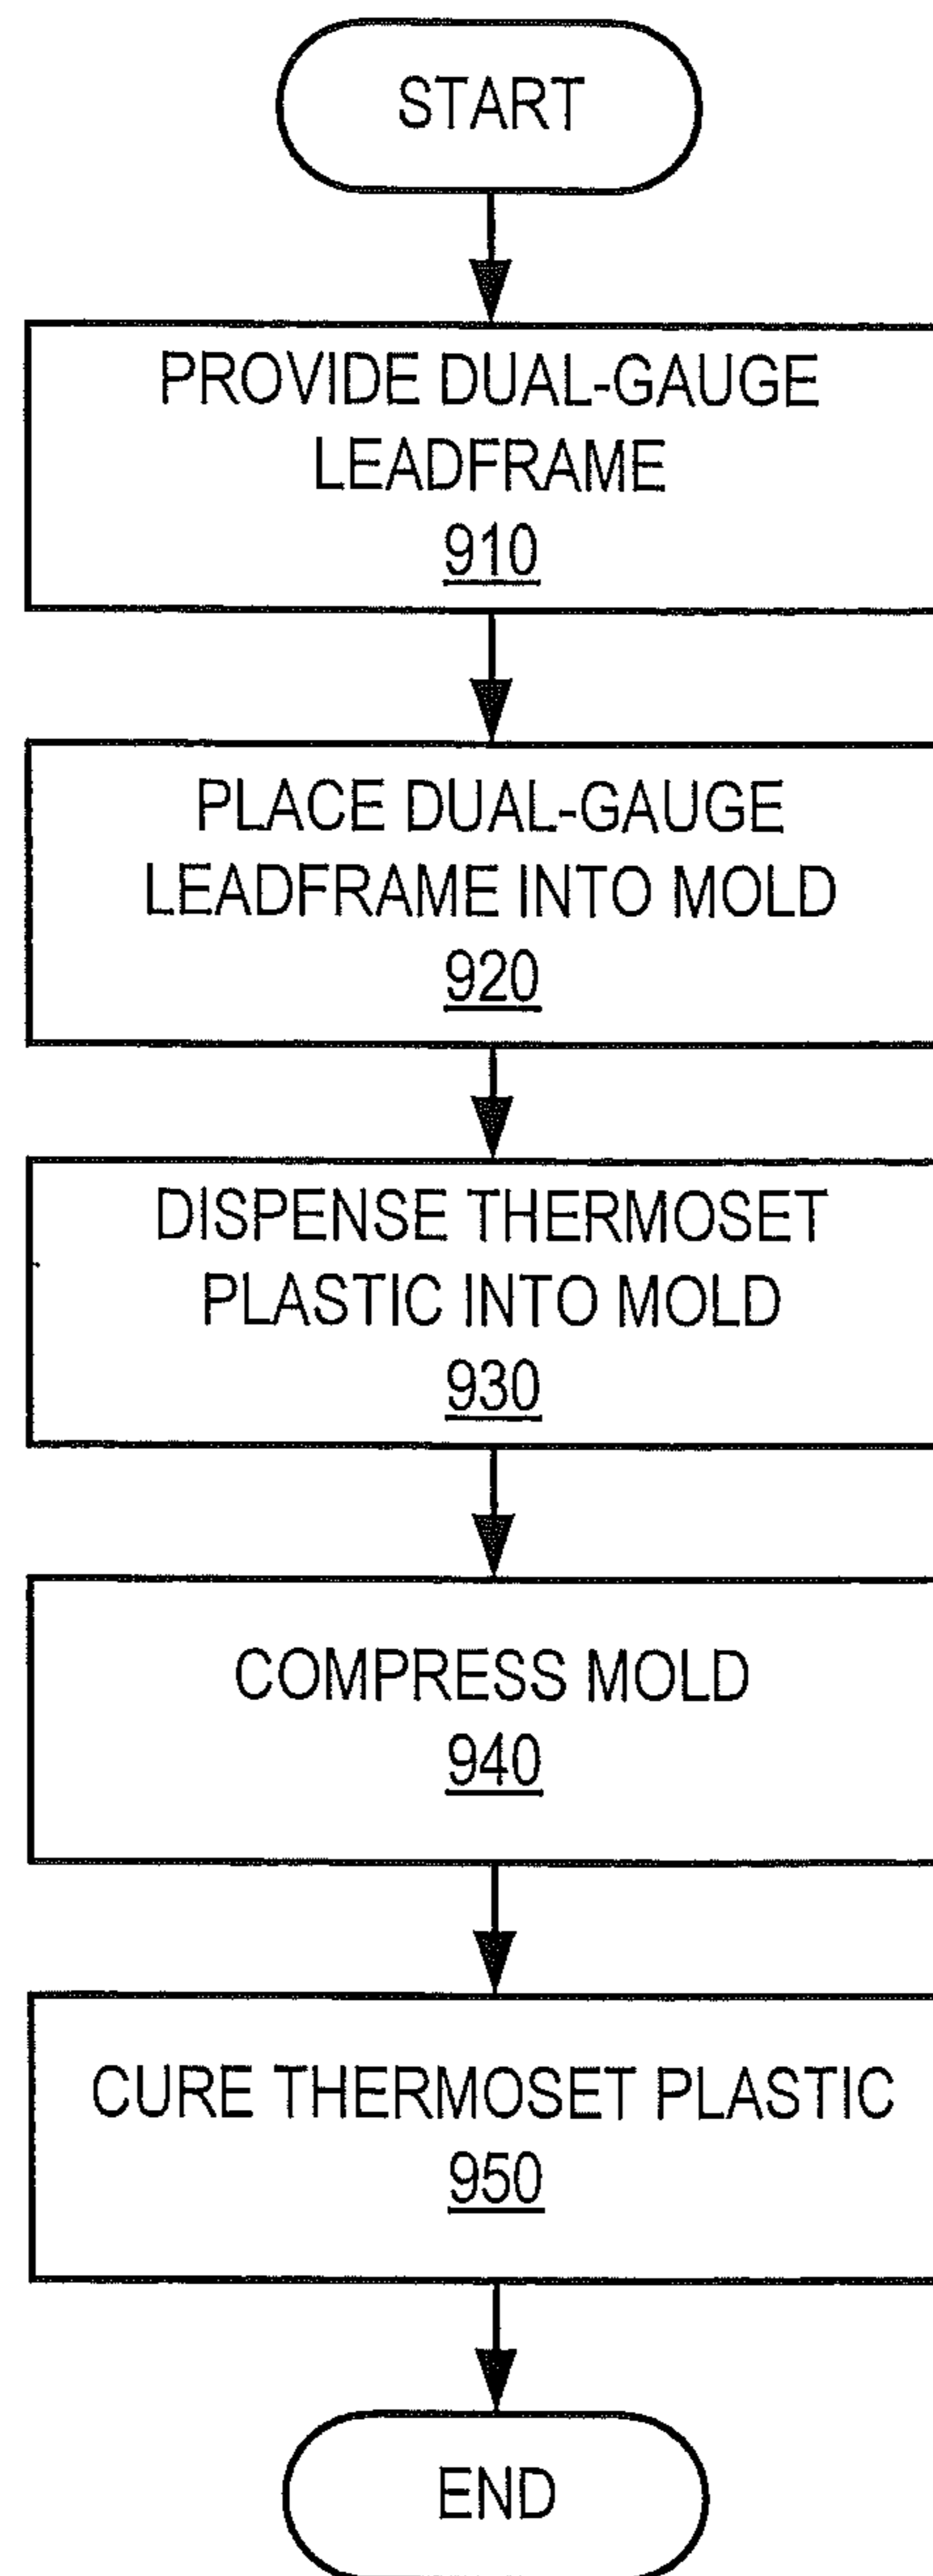 START
PROVIDE DUAL-GAUGE
LEADFRAME
910
PLACE DUAL-GAUGE
LEADFRAME INTO MOLD
920
DISPENSE THERMOSET
PLASTIC INTO MOLD
930
COMPRESS MOLD
940
CURE THERMOSET PLASTIC
950
END